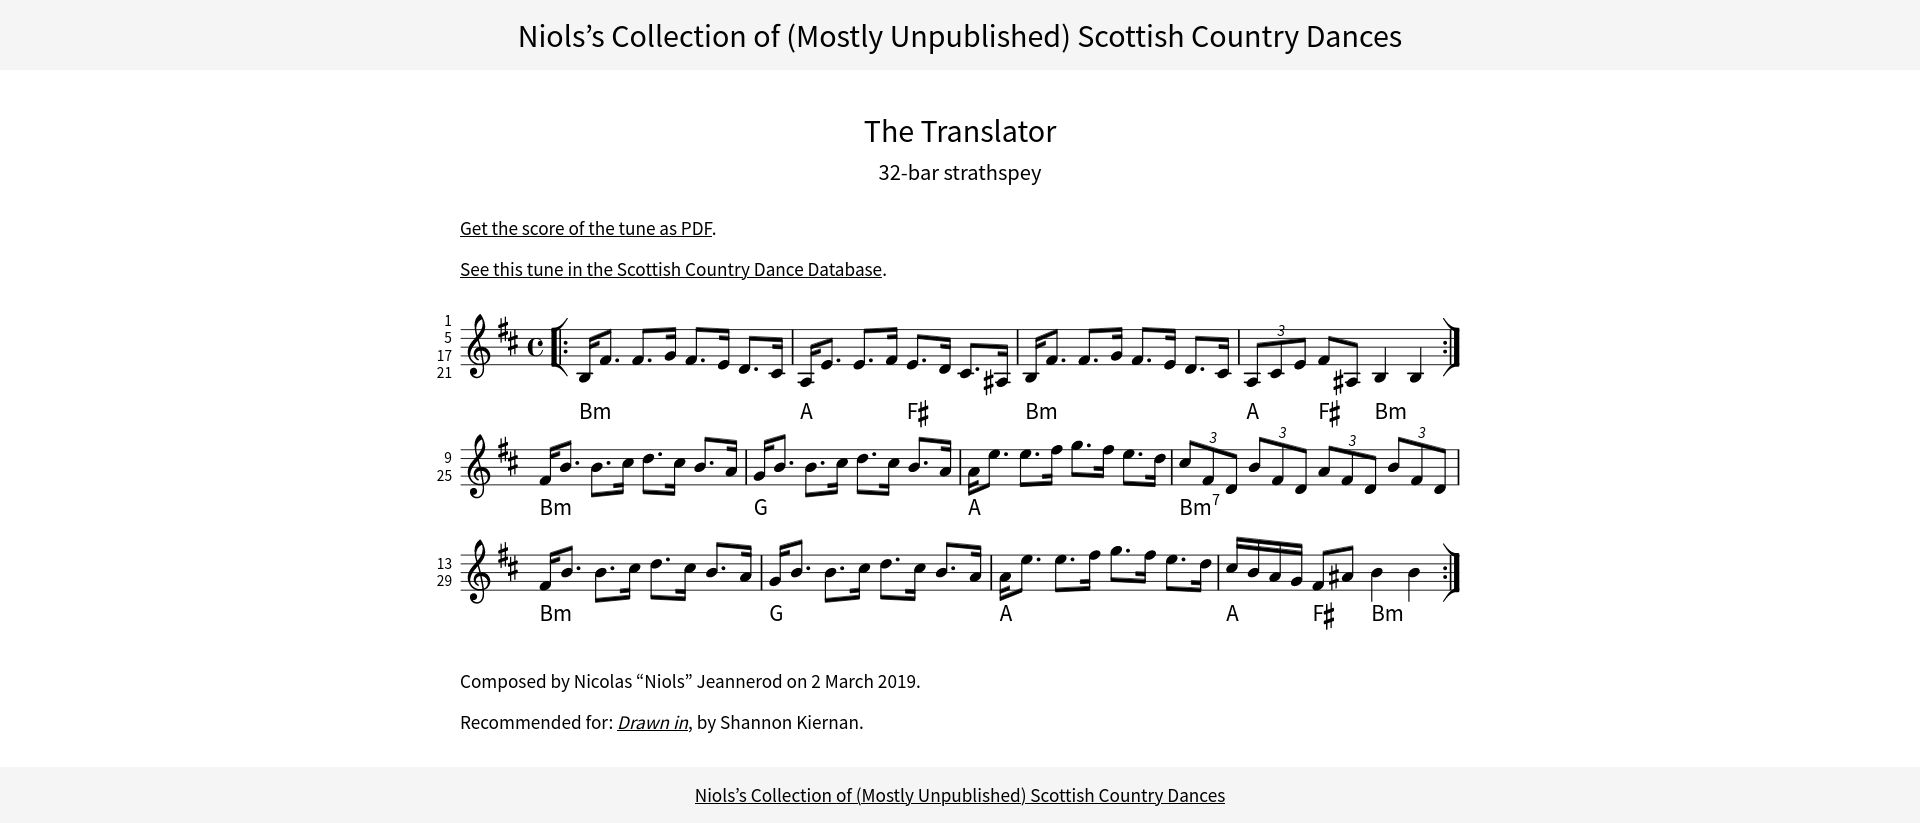 Niols’s Collection of (Mostly Unpublished) Scottish Country Dances
The Translator
32-bar strathspey
Get the score of the tune as PDF.
See this tune in the Scottish Country Dance Database.
1
5
17
21
3
Bm A F♯ Bm A F♯ Bm
9
25
3 3 3 3
Bm G A Bm7
13
29
Bm G A A F♯ Bm
Composed by Nicolas “Niols” Jeannerod on 2 March 2019.
Recommended for: Drawn in, by Shannon Kiernan.
Niols’s Collection of (Mostly Unpublished) Scottish Country Dances